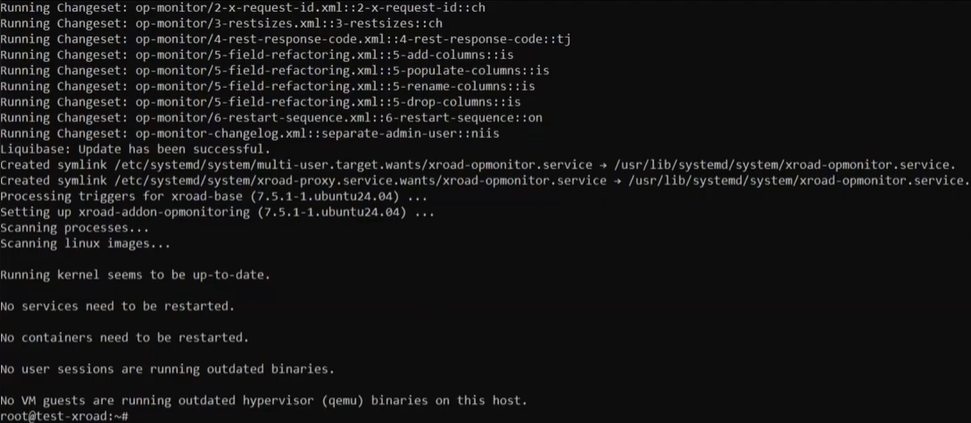 Running Changeset: op-monitor/2-x-request-id.xml::2-x-request-id::ch
Running Changeset: op-monitor/3-restsizes.xml::3-restsizes::ch
Running Changeset: op-monitor/4-rest-response-code.xml::4-rest-response-code::tj
Running Changeset: op-monitor/5-field-refactoring.xml::5-add-columns::is
Running Changeset: op-monitor/5-field-refactoring.xml::5-populate-columns::is
Running Changeset: op-monitor/5-field-refactoring.xml::5-rename-columns::is
Running Changeset: op-monitor/5-field-refactoring.xml::5-drop-columns::is
Running Changeset: op-monitor/6-restart-sequence.xml::6-restart-sequence::on
Running Changeset: op-monitor-changelog.xml::separate-admin-user::niis
Liquibase: Update has been successful.
Created symlink /etc/systemd/system/multi-user.target.wants/xroad-opmonitor.service → /usr/lib/systemd/system/xroad-opmonitor.service.
Created symlink /etc/systemd/system/xroad-proxy.service.wants/xroad-opmonitor.service → /usr/lib/systemd/system/xroad-opmonitor.service.
Processing triggers for xroad-base (7.5.1-1.ubuntu24.04) ...
Setting up xroad-addon-opmonitoring (7.5.1-1.ubuntu24.04) ...
Scanning processes...
Scanning linux images...
Running kernel seems to be up-to-date.
No services need to be restarted.
No containers need to be restarted.
No user sessions are running outdated binaries.
No VM guests are running outdated hypervisor (qemu) binaries on this host.
root@test-xroad:~#